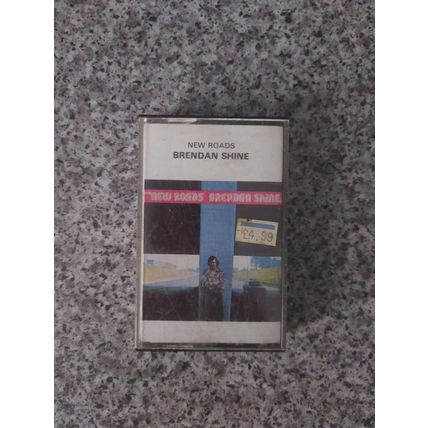 NEW ROADS
BRENDAN SHINE
NEW ROADS BRENDAN SHINE
£4.99